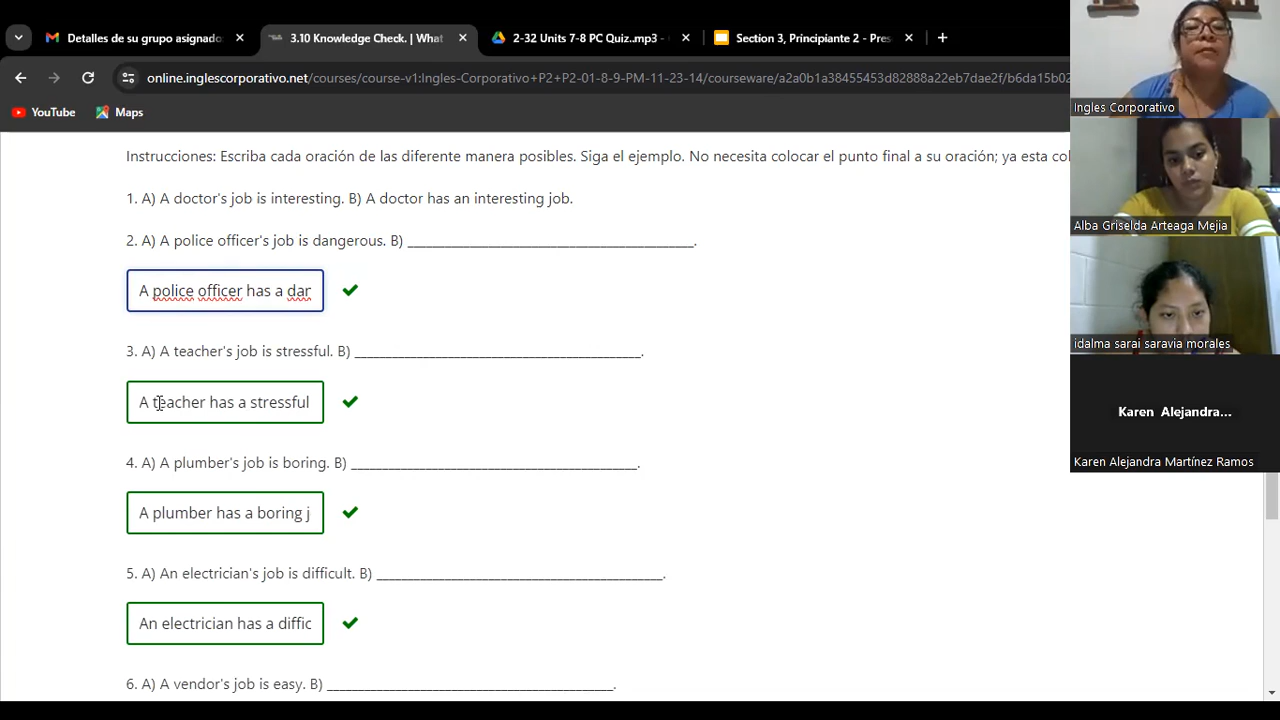 Detalles de su grupo asignado
3.10 Knowledge Check. | What
2-32 Units 7-8 PC Quiz..mp3 -
Section 3, Principiante 2 - Pres
online.inglescorporativo.net/courses/course-v1:Ingles-Corporativo+P2+P2-01-8-9-PM-11-23-14/courseware/a2a0b1a38455453d82888a22eb7dae2f/b6da15b02
YouTube
Maps
Instrucciones: Escriba cada oración de las diferente manera posibles. Siga el ejemplo. No necesita colocar el punto final a su oración; ya esta col
1. A) A doctor's job is interesting. B) A doctor has an interesting job.
2. A) A police officer's job is dangerous. B) ______________________________________.
A police officer has a dar
3. A) A teacher's job is stressful. B) ______________________________________.
A teacher has a stressful
4. A) A plumber's job is boring. B) ______________________________________.
A plumber has a boring j
5. A) An electrician's job is difficult. B) ______________________________________.
An electrician has a diffic
6. A) A vendor's job is easy. B) ______________________________________.
Ingles Corporativo
Alba Griselda Arteaga Mejia
idalma sarai saravia morales
Karen Alejandra...
Karen Alejandra Martínez Ramos